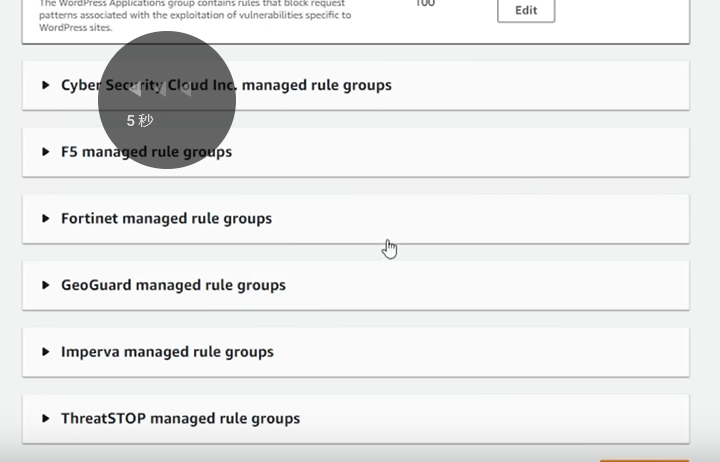 The WordPress Applications group contains rules that block request
patterns associated with the exploitation of vulnerabilities specific to
WordPress sites.
100
Edit
Cyber Security Cloud Inc. managed rule groups
5 秒
F5 managed rule groups
Fortinet managed rule groups
GeoGuard managed rule groups
Imperva managed rule groups
ThreatSTOP managed rule groups